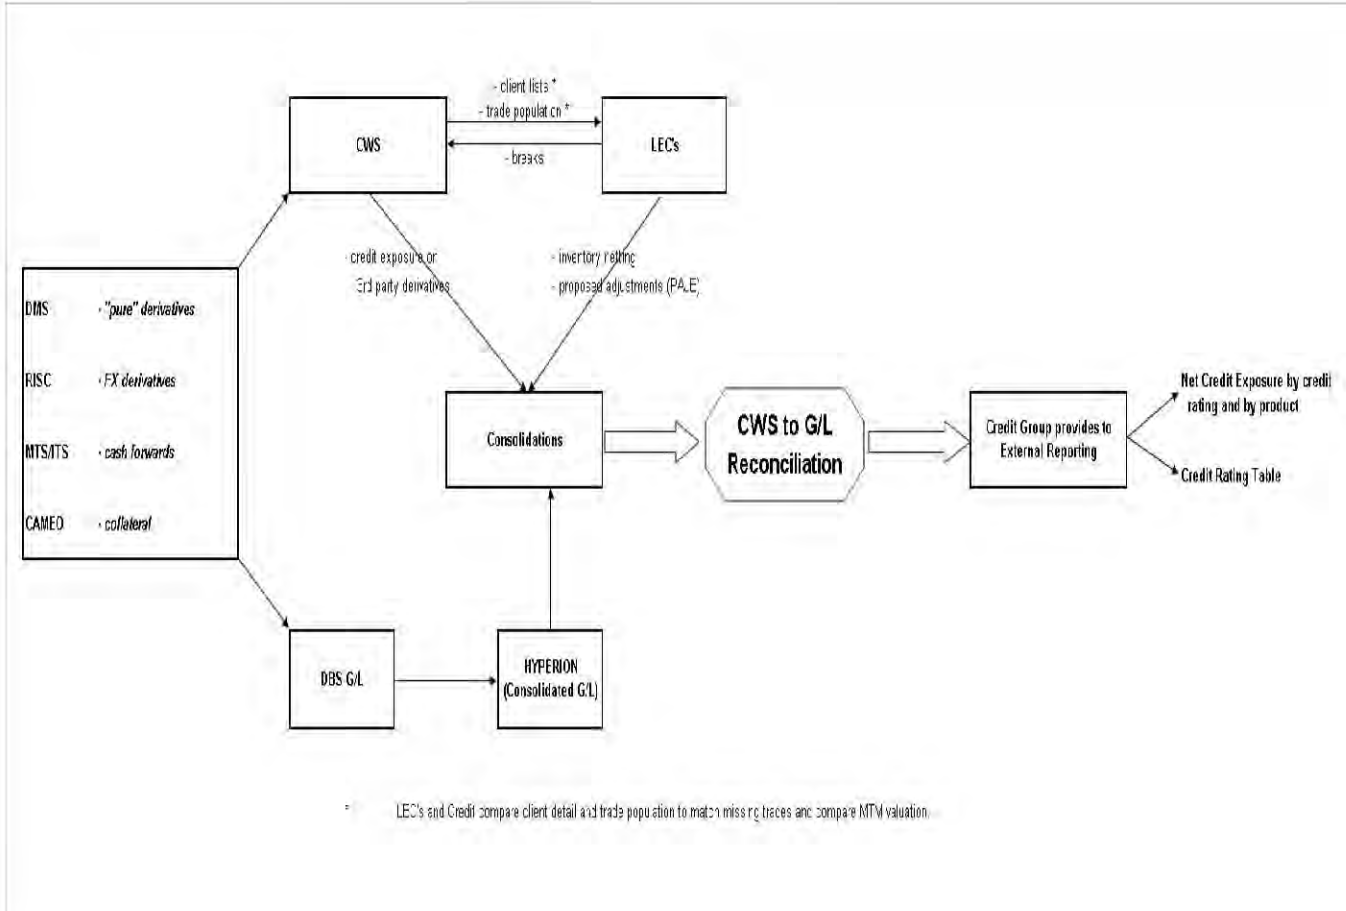 - client lists *
- trade population *
CWS
LEC's
- breaks
credit exposure on
3rd party derivatives
- inventory netting
- proposed adjustments (PAJE)
DMS - "pure" derivatives
RISC - FX derivatives
MTS/ITS - cash forwards
CAMEO - collateral
Consolidations
CWS to G/L
Reconciliation
Credit Group provides to
External Reporting
Net Credit Exposure by credit
rating and by product
Credit Rating Table
DBS G/L
HYPERION
(Consolidated G/L)
* LEC's and Credit compare client detail and trade population to match missing trades and compare MTM valuation.